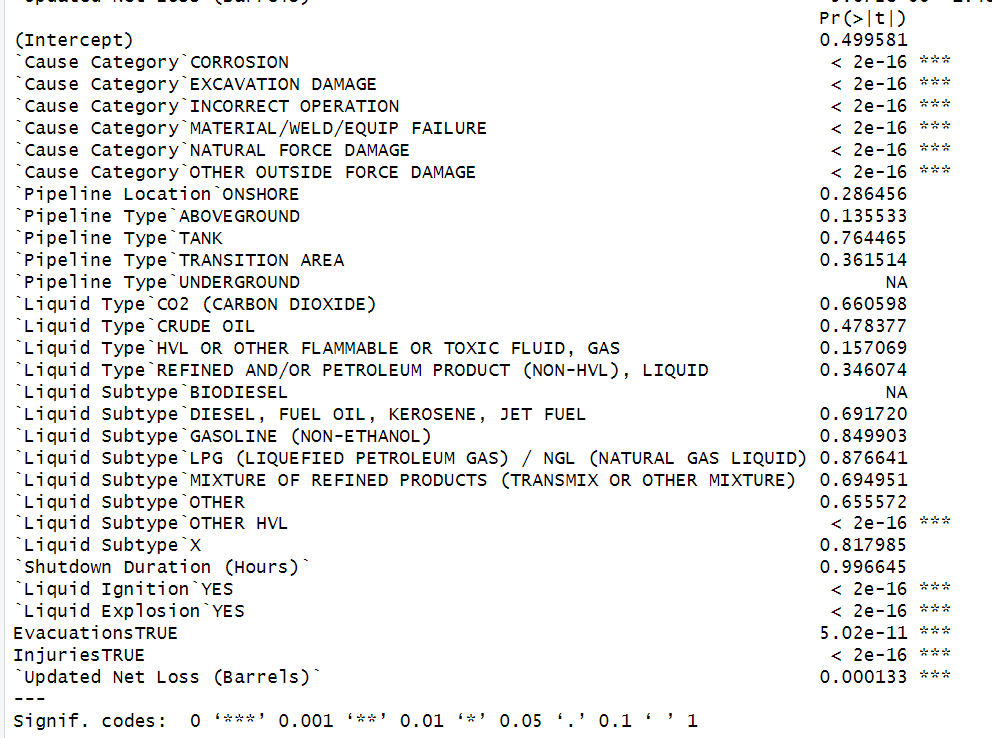 Pr(>|t|)
(Intercept) 0.499581
`Cause Category`CORROSION < 2e-16 ***
`Cause Category`EXCAVATION DAMAGE < 2e-16 ***
`Cause Category`INCORRECT OPERATION < 2e-16 ***
`Cause Category`MATERIAL/WELD/EQUIP FAILURE < 2e-16 ***
`Cause Category`NATURAL FORCE DAMAGE < 2e-16 ***
`Cause Category`OTHER OUTSIDE FORCE DAMAGE < 2e-16 ***
`Pipeline Location`ONSHORE 0.286456
`Pipeline Type`ABOVEGROUND 0.135533
`Pipeline Type`TANK 0.764465
`Pipeline Type`TRANSITION AREA 0.361514
`Pipeline Type`UNDERGROUND NA
`Liquid Type`CO2 (CARBON DIOXIDE) 0.660598
`Liquid Type`CRUDE OIL 0.478377
`Liquid Type`HVL OR OTHER FLAMMABLE OR TOXIC FLUID, GAS 0.157069
`Liquid Type`REFINED AND/OR PETROLEUM PRODUCT (NON-HVL), LIQUID 0.346074
`Liquid Subtype`BIODIESEL NA
`Liquid Subtype`DIESEL, FUEL OIL, KEROSENE, JET FUEL 0.691720
`Liquid Subtype`GASOLINE (NON-ETHANOL) 0.849903
`Liquid Subtype`LPG (LIQUEFIED PETROLEUM GAS) / NGL (NATURAL GAS LIQUID) 0.876641
`Liquid Subtype`MIXTURE OF REFINED PRODUCTS (TRANSMIX OR OTHER MIXTURE) 0.694951
`Liquid Subtype`OTHER 0.655572
`Liquid Subtype`OTHER HVL < 2e-16 ***
`Liquid Subtype`X 0.817985
`Shutdown Duration (Hours)` 0.996645
`Liquid Ignition`YES < 2e-16 ***
`Liquid Explosion`YES < 2e-16 ***
EvacuationsTRUE 5.02e-11 ***
InjuriesTRUE < 2e-16 ***
`Updated Net Loss (Barrels)` 0.000133 ***
---
Signif. codes: 0 ‘***’ 0.001 ‘**’ 0.01 ‘*’ 0.05 ‘.’ 0.1 ‘ ’ 1